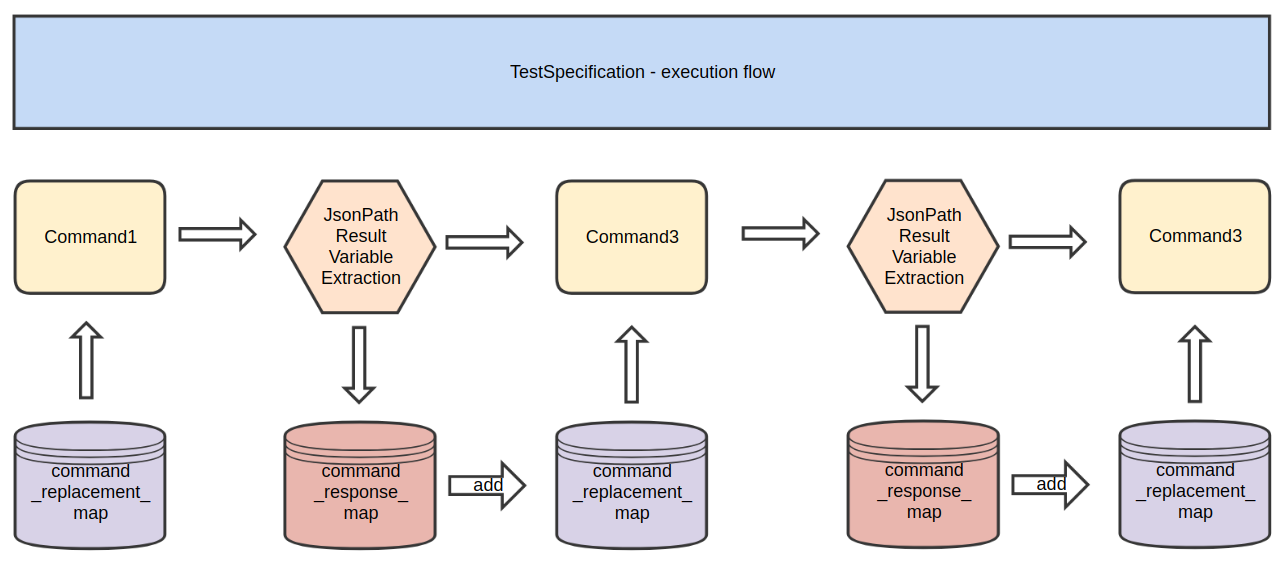 TestSpecification - execution flow
Command1
JsonPath
Result
Variable
Extraction
Command3
JsonPath
Result
Variable
Extraction
Command3
command
_replacement_
map
command
_response_
map
add
command
_replacement_
map
command
_response_
map
add
command
_replacement_
map